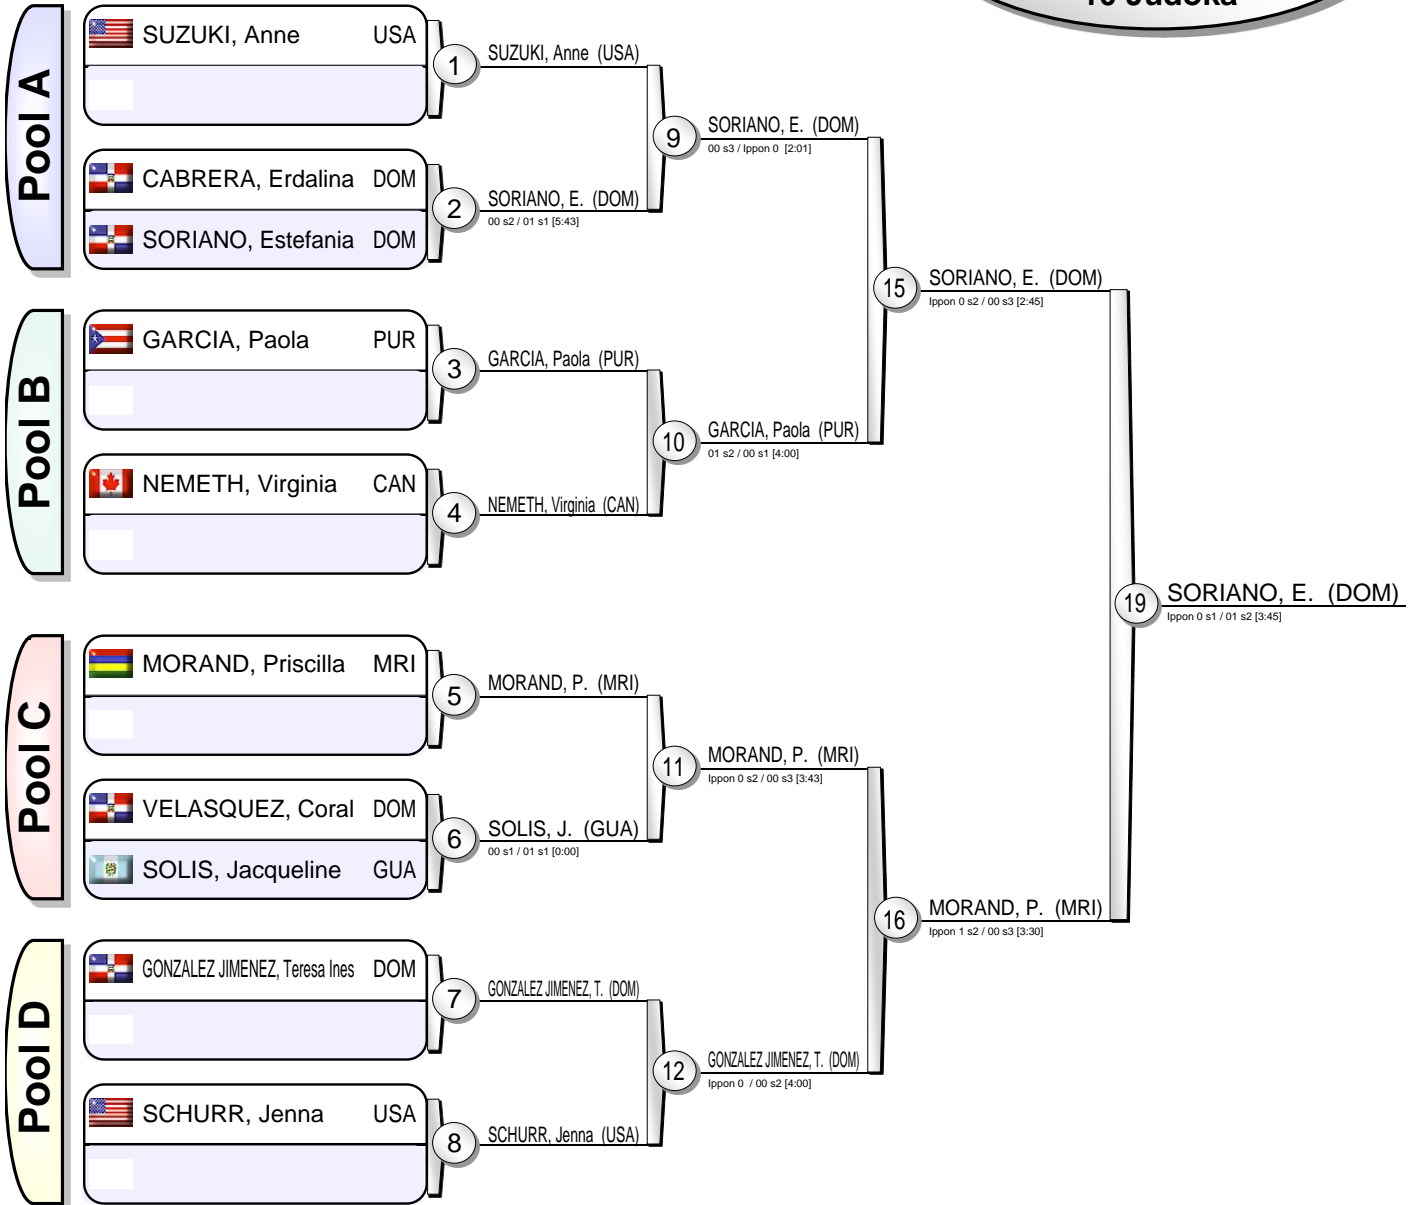 10 Judoka
Pool A
SUZUKI, Anne USA
CABRERA, Erdalina DOM
SORIANO, Estefania DOM
Pool B
GARCIA, Paola PUR
NEMETH, Virginia CAN
Pool C
MORAND, Priscilla MRI
VELASQUEZ, Coral DOM
SOLIS, Jacqueline GUA
Pool D
GONZALEZ JIMENEZ, Teresa Ines DOM
SCHURR, Jenna USA
1
SUZUKI, Anne (USA)
2
SORIANO, E. (DOM)
00 s2 / 01 s1 [5:43]
3
GARCIA, Paola (PUR)
4
NEMETH, Virginia (CAN)
5
MORAND, P. (MRI)
6
SOLIS, J. (GUA)
00 s1 / 01 s1 [0:00]
7
GONZALEZ JIMENEZ, T. (DOM)
8
SCHURR, Jenna (USA)
9
SORIANO, E. (DOM)
00 s3 / Ippon 0 [2:01]
10
GARCIA, Paola (PUR)
01 s2 / 00 s1 [4:00]
11
MORAND, P. (MRI)
Ippon 0 s2 / 00 s3 [3:43]
12
GONZALEZ JIMENEZ, T. (DOM)
Ippon 0 / 00 s2 [4:00]
15
SORIANO, E. (DOM)
Ippon 0 s2 / 00 s3 [2:45]
16
MORAND, P. (MRI)
Ippon 1 s2 / 00 s3 [3:30]
19
SORIANO, E. (DOM)
Ippon 0 s1 / 01 s2 [3:45]